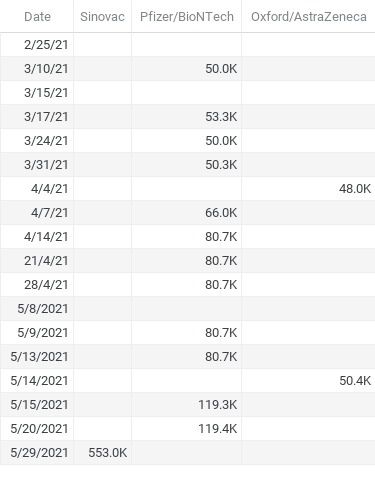 Date Sinovac Pfizer/BioNTech Oxford/AstraZeneca
2/25/21
3/10/21 50.0K
3/15/21
3/17/21 53.3K
3/24/21 50.0K
3/31/21 50.3K
4/4/21 48.0K
4/7/21 66.0K
4/14/21 80.7K
21/4/21 80.7K
28/4/21 80.7K
5/8/2021
5/9/2021 80.7K
5/13/2021 80.7K
5/14/2021 50.4K
5/15/2021 119.3K
5/20/2021 119.4K
5/29/2021 553.0K